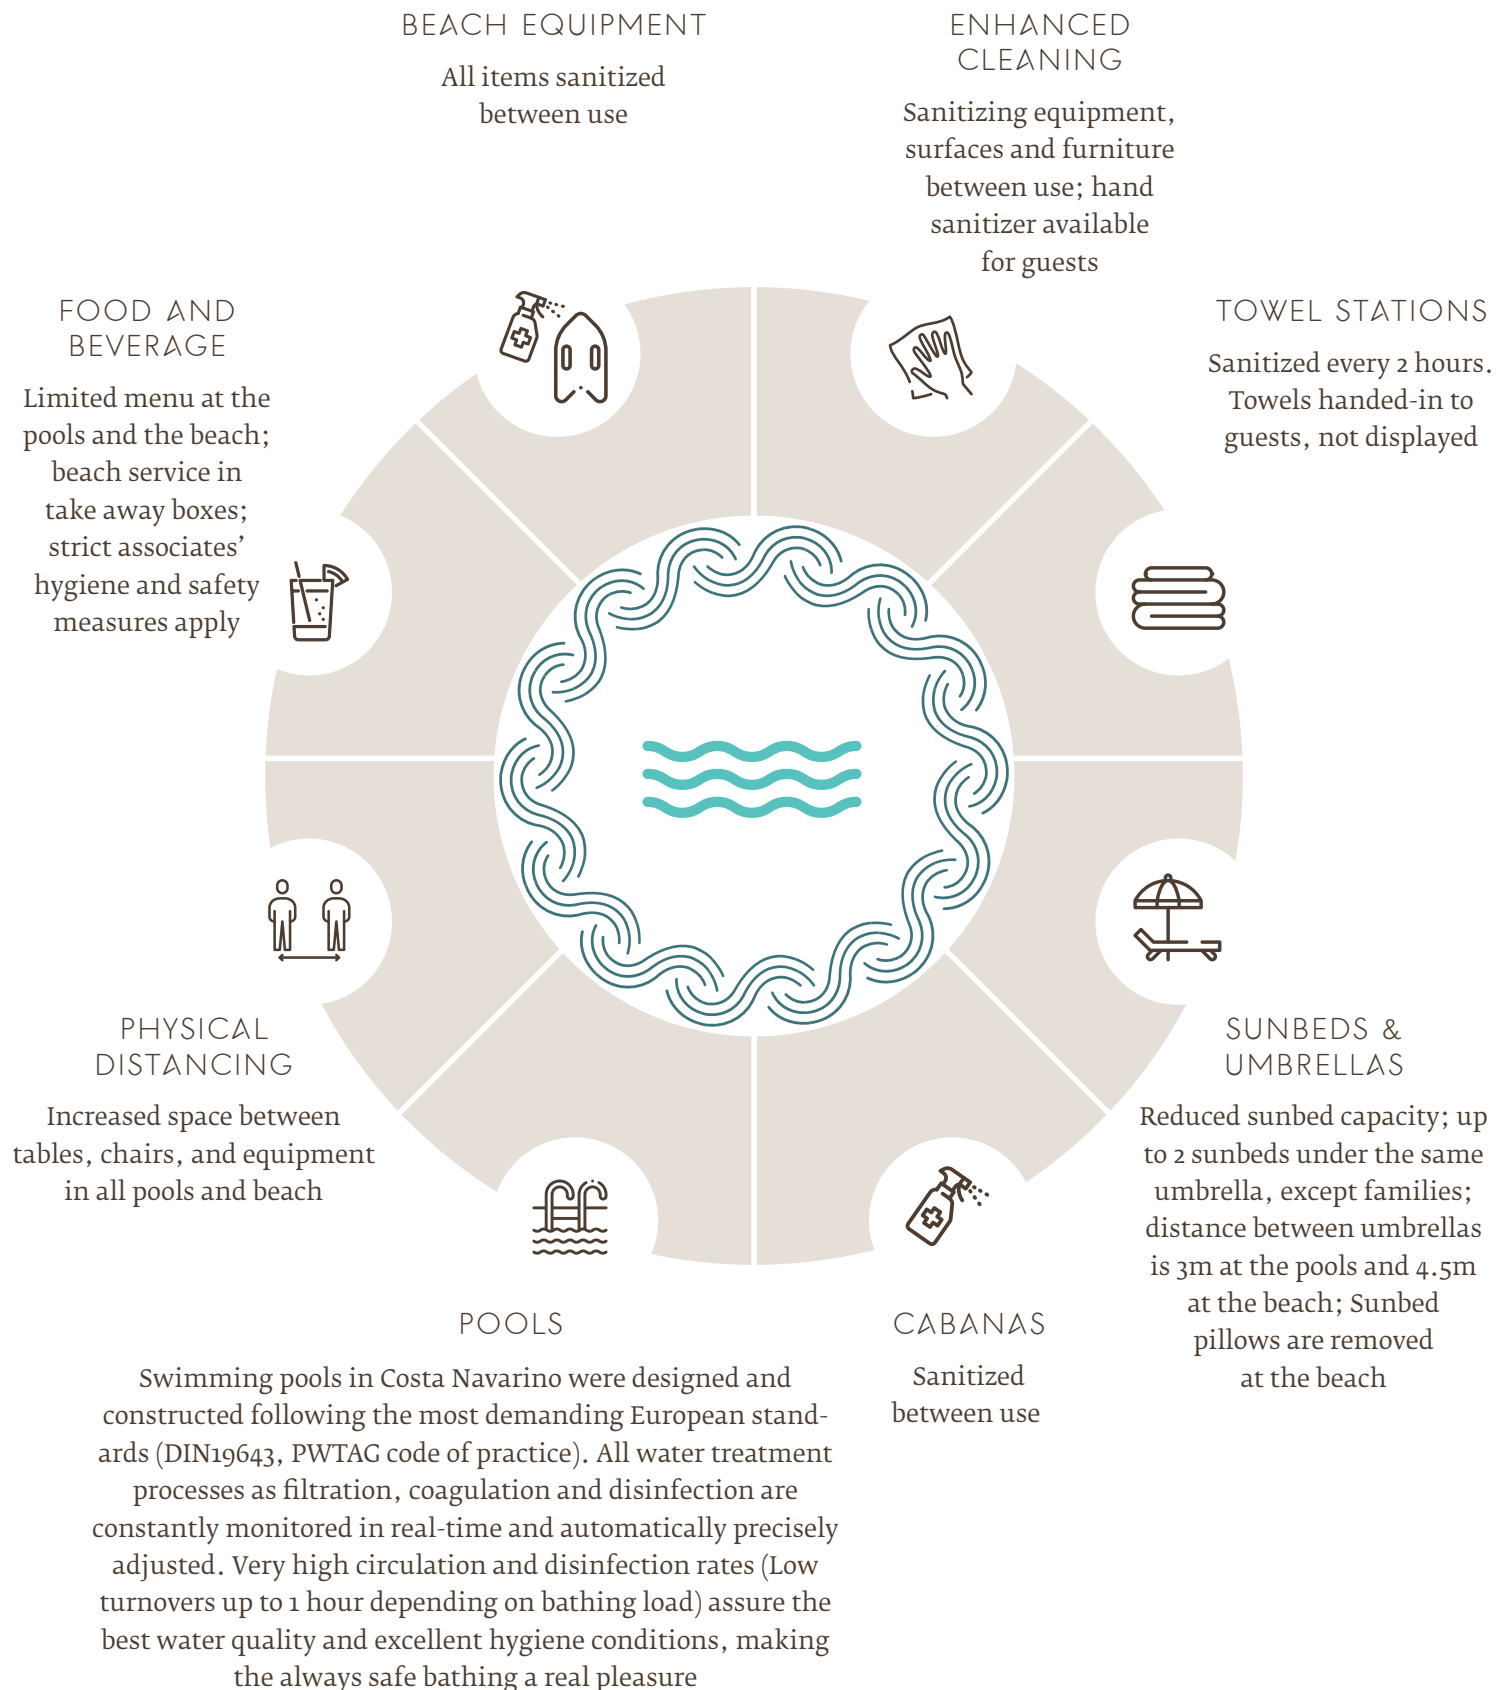 BEACH EQUIPMENT
All items sanitized
between use
ENHANCED
CLEANING
Sanitizing equipment,
surfaces and furniture
between use; hand
sanitizer available
for guests
FOOD AND
BEVERAGE
Limited menu at the
pools and the beach;
beach service in
take away boxes;
strict associates’
hygiene and safety
measures apply
TOWEL STATIONS
Sanitized every 2 hours.
Towels handed-in to
guests, not displayed
PHYSICAL
DISTANCING
Increased space between
tables, chairs, and equipment
in all pools and beach
SUNBEDS &
UMBRELLAS
Reduced sunbed capacity; up
to 2 sunbeds under the same
umbrella, except families;
distance between umbrellas
is 3m at the pools and 4.5m
at the beach; Sunbed
pillows are removed
at the beach
POOLS
Swimming pools in Costa Navarino were designed and
constructed following the most demanding European stand-
ards (DIN19643, PWTAG code of practice). All water treatment
processes as filtration, coagulation and disinfection are
constantly monitored in real-time and automatically precisely
adjusted. Very high circulation and disinfection rates (Low
turnovers up to 1 hour depending on bathing load) assure the
best water quality and excellent hygiene conditions, making
the always safe bathing a real pleasure
CABANAS
Sanitized
between use